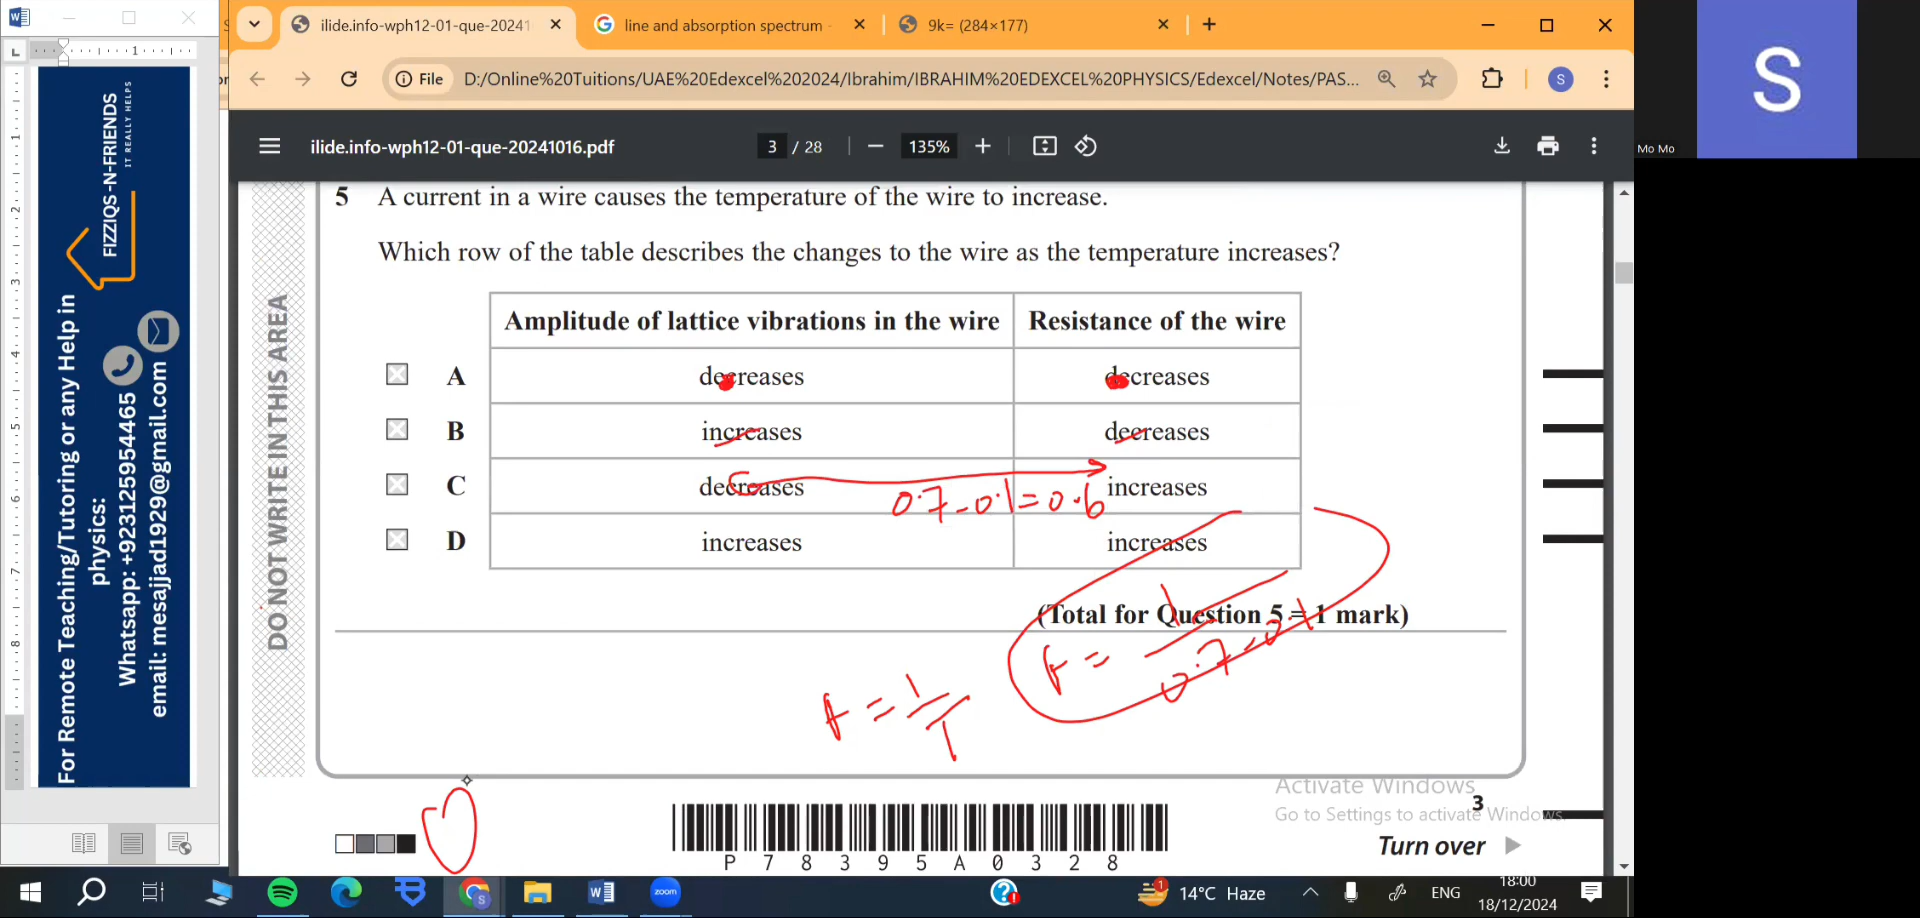 ilide.info-wph12-01-que-20241
line and absorption spectrum -
9k= (284×177)
File
D:/Online%20Tuitions/UAE%20Edexcel%202024/Ibrahim/IBRAHIM%20EDEXCEL%20PHYSICS/Edexcel/Notes/PAS...
S
ilide.info-wph12-01-que-20241016.pdf
3 / 28
135%
S
Mo Mo
FIZZIQS-N-FRIENDS
IT REALLY HELPS
For Remote Teaching/Tutoring or any Help in
physics:
Whatsapp: +923125954465
email: mesajjad1929@gmail.com
DO NOT WRITE IN THIS AREA
5 A current in a wire causes the temperature of the wire to increase.
Which row of the table describes the changes to the wire as the temperature increases?
Amplitude of lattice vibrations in the wire Resistance of the wire
A decreases decreases
B increases decreases
C decreases increases
0.7-0.1=0.6
D increases increases
(Total for Question 5 = 1 mark)
f = 1/0.7-0.1
f = 1/T
Activate Windows
Go to Settings to activate Windows.
3
Turn over
P 7 8 3 9 5 A 0 3 2 8
zoom
14°C Haze
ENG
18:00
18/12/2024